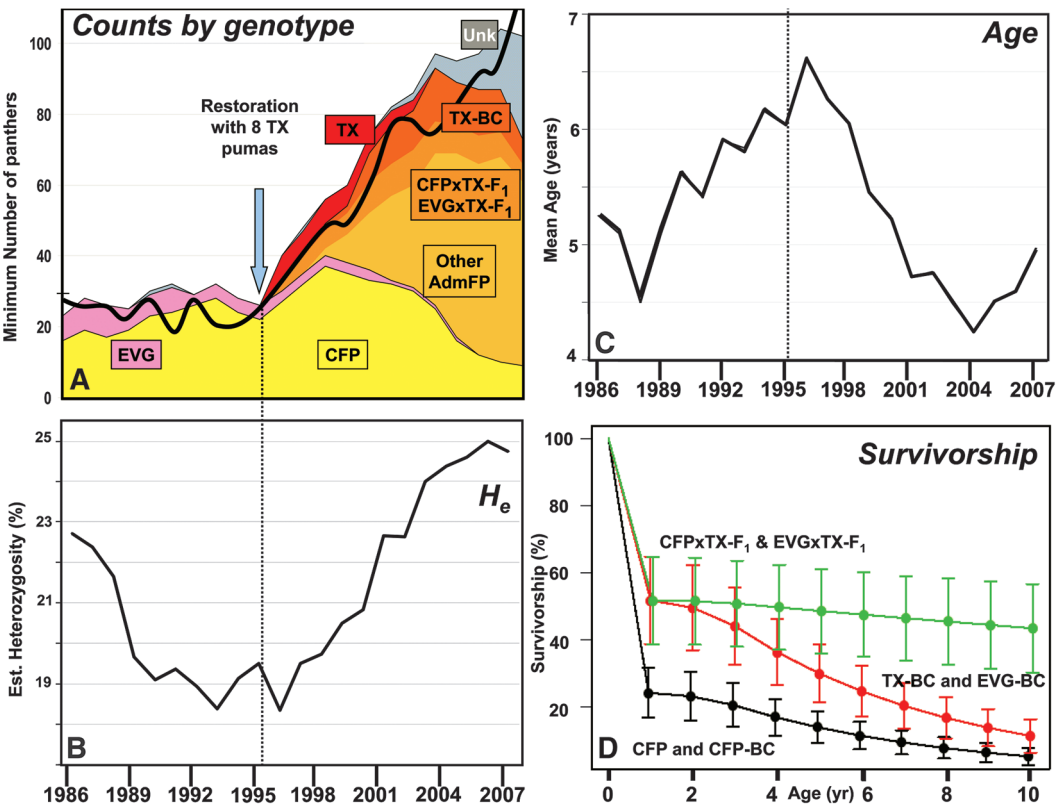 Counts by genotype
Unk
100
Restoration
with 8 TX
pumas
TX
TX-BC
80
60
CFPxTX-F₁
EVGxTX-F₁
40
Other
AdmFP
20
EVG
CFP
0
A
Minimum Number of panthers
25
Hₑ
23
21
19
Est. Heterozygosity (%)
B
1986 1989 1992 1995 1998 2001 2004 2007
7
Age
6
5
4
Mean Age (years)
C
1986 1989 1992 1995 1998 2001 2004 2007
100
Survivorship
80
CFPxTX-F₁ & EVGxTX-F₁
60
40
TX-BC and EVG-BC
20
Survivorship (%)
CFP and CFP-BC
D
0 2 4 Age (yr) 6 8 10